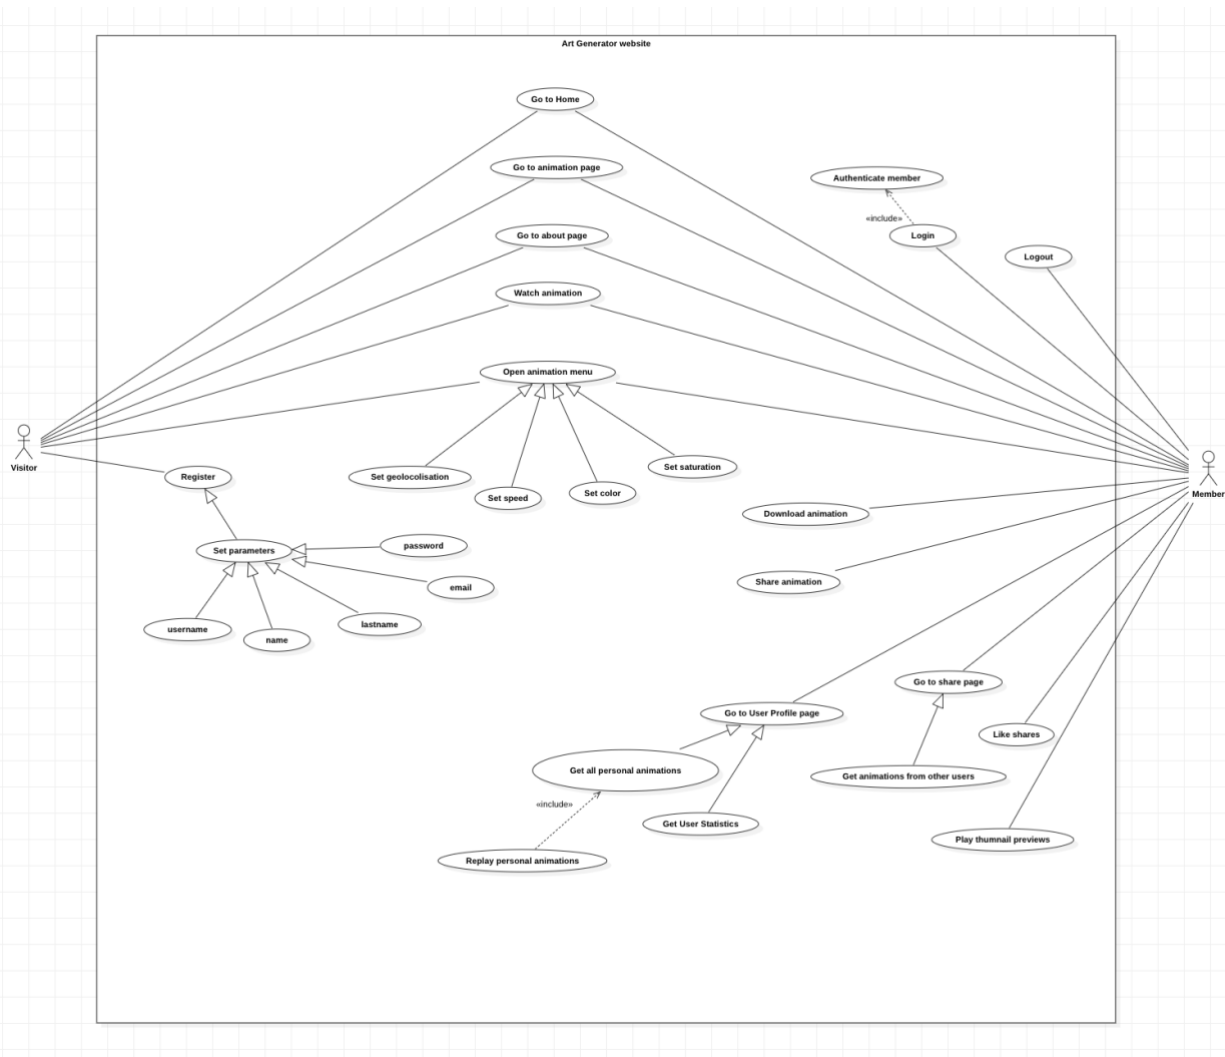 Art Generator website
Go to Home
Go to animation page
Authenticate member
«include»
Go to about page
Login
Logout
Watch animation
Open animation menu
Visitor
Register
Set geolocolisation
Set speed
Set color
Set saturation
Member
Download animation
Set parameters
password
email
Share animation
username
name
lastname
Go to share page
Go to User Profile page
Like shares
Get all personal animations
Get animations from other users
«include»
Get User Statistics
Play thumnail previews
Replay personal animations